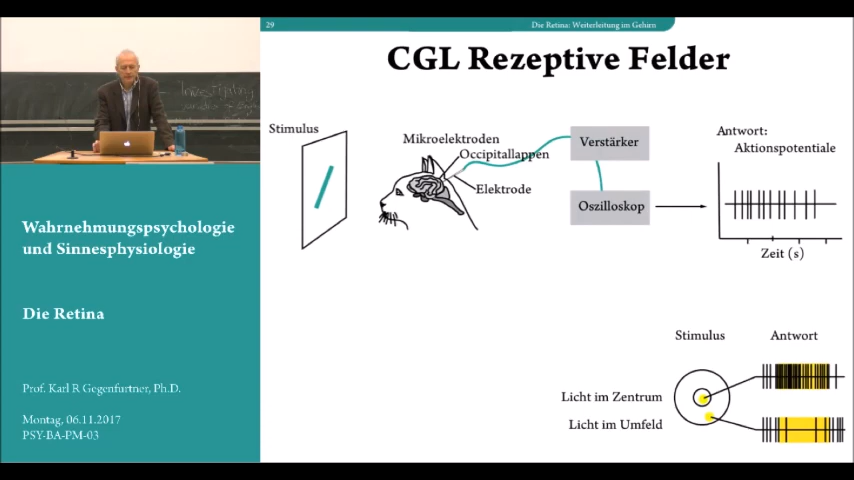 29
Die Retina: Weiterleitung im Gehirn
CGL Rezeptive Felder
Stimulus
Mikroelektroden
Occipitallappen
Elektrode
Verstärker
Oszilloskop
Antwort:
Aktionspotentiale
Zeit (s)
Wahrnehmungspsychologie
und Sinnesphysiologie
Die Retina
Prof. Karl R Gegenfurtner, Ph.D.
Montag, 06.11.2017
PSY-BA-PM-03
Stimulus
Antwort
Licht im Zentrum
Licht im Umfeld